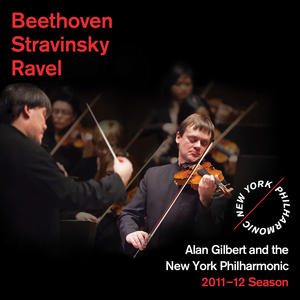 Beethoven
Stravinsky
Ravel
NEW YORK
PHILHARMONIC
Alan Gilbert and the
New York Philharmonic
2011–12 Season